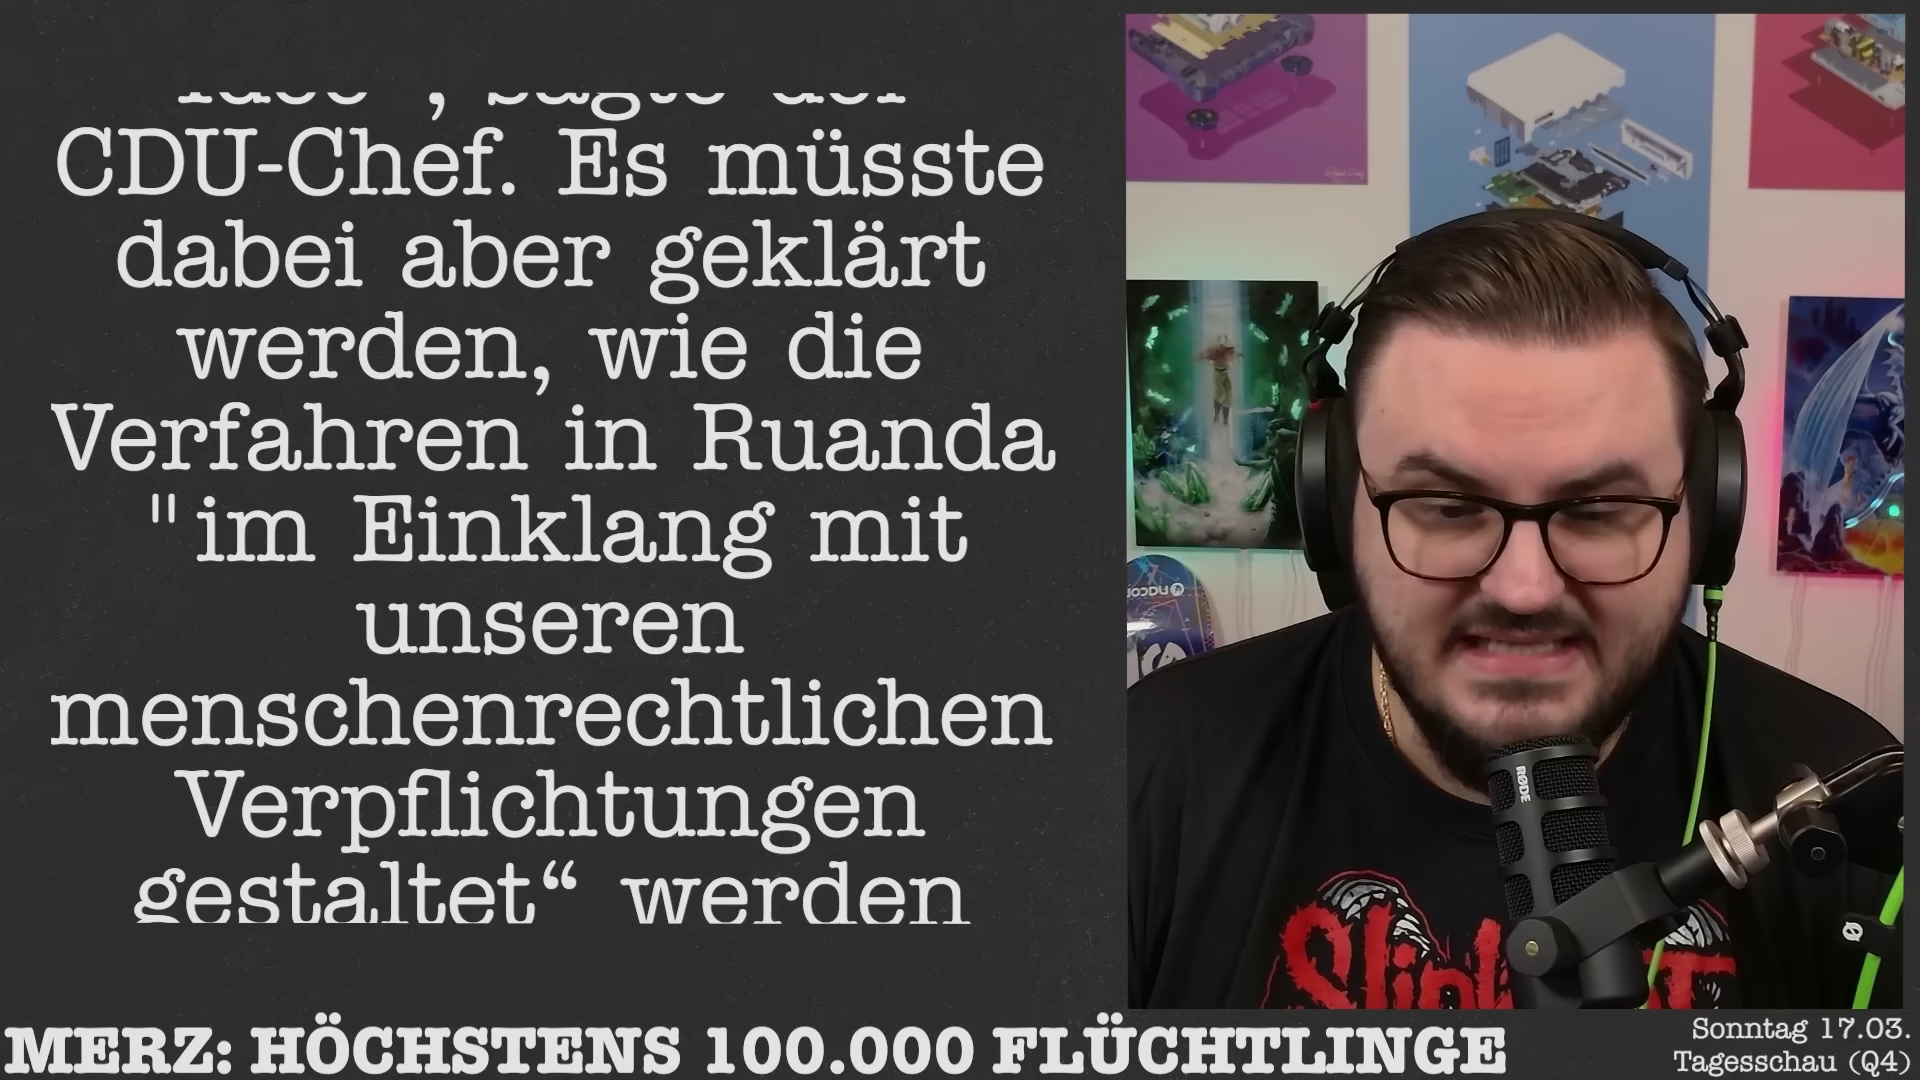 CDU-Chef. Es müsste
dabei aber geklärt
werden, wie die
Verfahren in Ruanda
"im Einklang mit
unseren
menschenrechtlichen
Verpflichtungen
gestaltet“ werden
MERZ: HÖCHSTENS 100.000 FLÜCHTLINGE
Sonntag 17.03.
Tagesschau (Q4)
RØDE